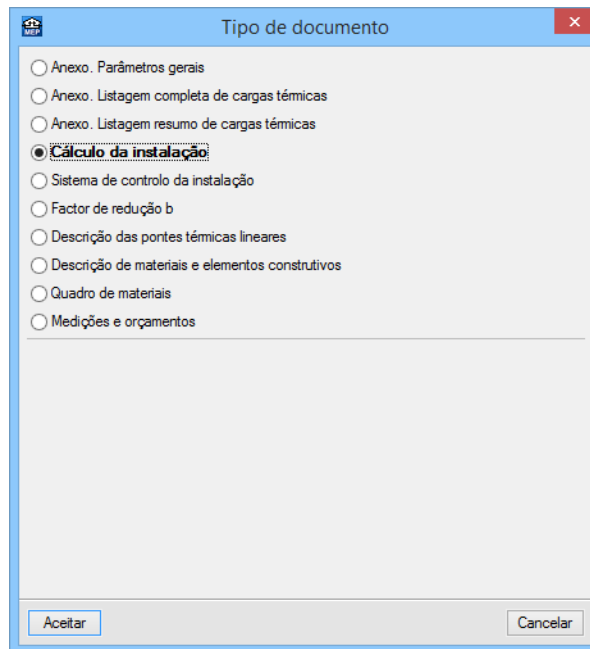 MEP
Tipo de documento
Anexo. Parâmetros gerais
Anexo. Listagem completa de cargas térmicas
Anexo. Listagem resumo de cargas térmicas
Cálculo da instalação
Sistema de controlo da instalação
Factor de redução b
Descrição das pontes térmicas lineares
Descrição de materiais e elementos construtivos
Quadro de materiais
Medições e orçamentos
Aceitar
Cancelar